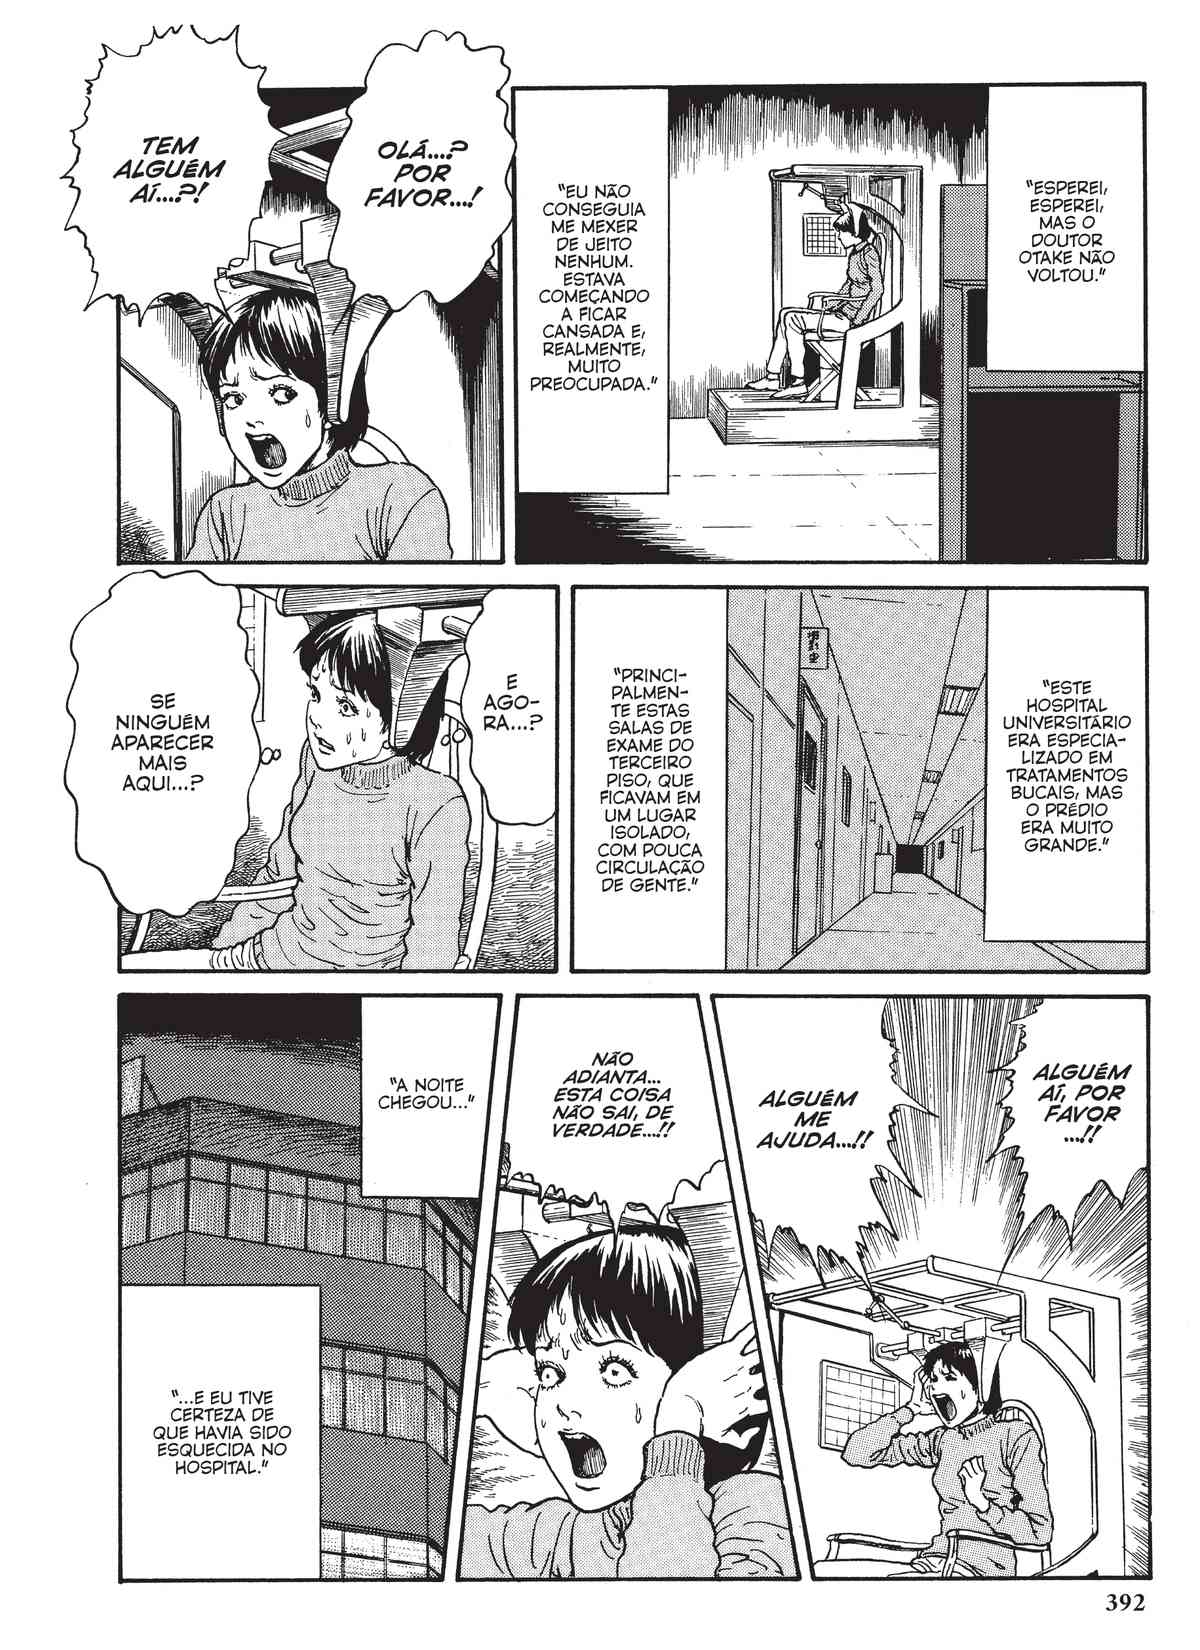 "ESPEREI,
ESPEREI,
MAS O
DOUTOR
OTAKE NÃO
VOLTOU."
"EU NÃO
CONSEGUIA
ME MEXER
DE JEITO
NENHUM.
ESTAVA
COMEÇANDO
A FICAR
CANSADA E,
REALMENTE,
MUITO
PREOCUPADA."
OLÁ...?
POR
FAVOR...!
TEM
ALGUÉM
AÍ...?!
"ESTE
HOSPITAL
UNIVERSITÁRIO
ERA ESPECIA-
LIZADO EM
TRATAMENTOS
BUCAIS, MAS
O PRÉDIO
ERA MUITO
GRANDE."
"PRINCI-
PALMEN-
TE ESTAS
SALAS DE
EXAME DO
TERCEIRO
PISO, QUE
FICAVAM EM
UM LUGAR
ISOLADO,
COM POUCA
CIRCULAÇÃO
DE GENTE."
E
AGO-
RA...?
SE
NINGUÉM
APARECER
MAIS
AQUI...?
ALGUÉM
AÍ, POR
FAVOR
...!!
ALGUÉM
ME
AJUDA...!!
NÃO
ADIANTA...
ESTA COISA
NÃO SAI, DE
VERDADE...!!
"A NOITE
CHEGOU..."
"...E EU TIVE
CERTEZA DE
QUE HAVIA SIDO
ESQUECIDA NO
HOSPITAL."
392